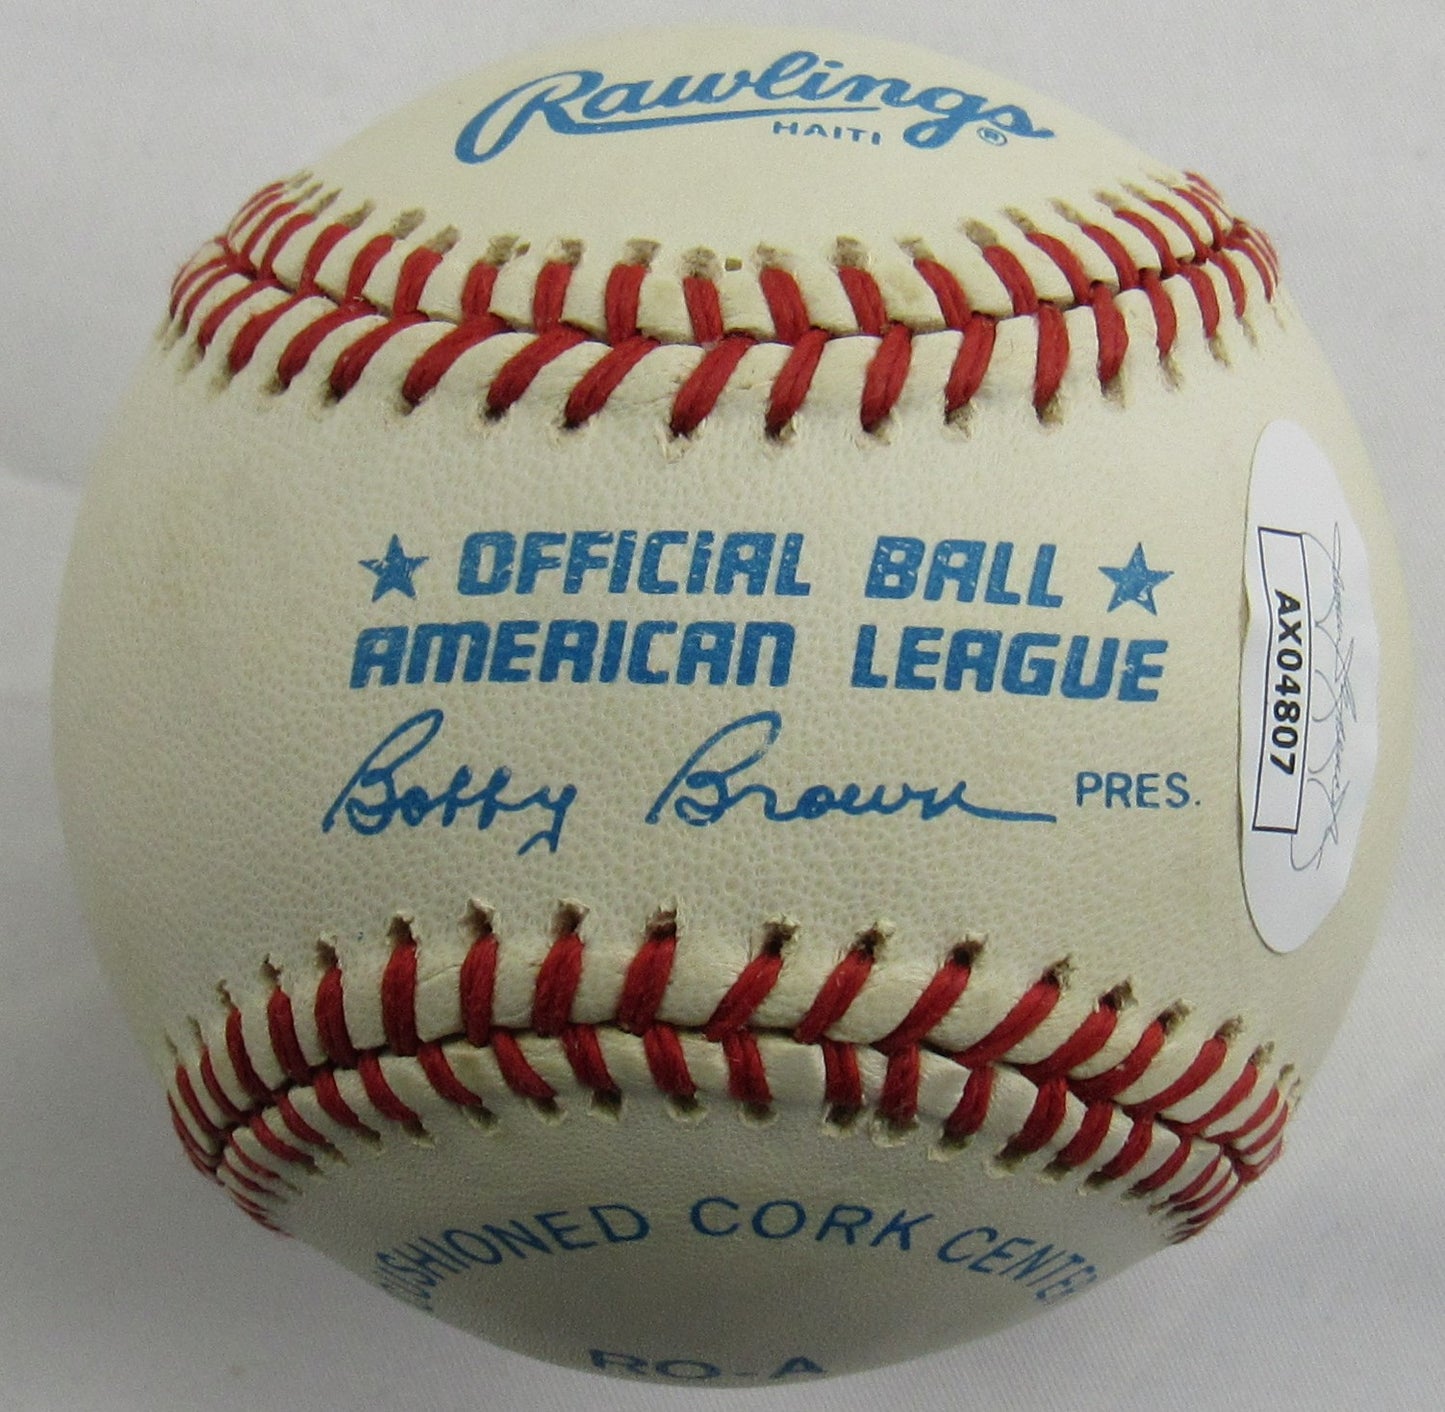 Rawlings ®
HAITI
★ OFFICIAL BALL ★
AMERICAN LEAGUE
Bobby Brown PRES.
CUSHIONED CORK CENTER
RO-A
AX04807